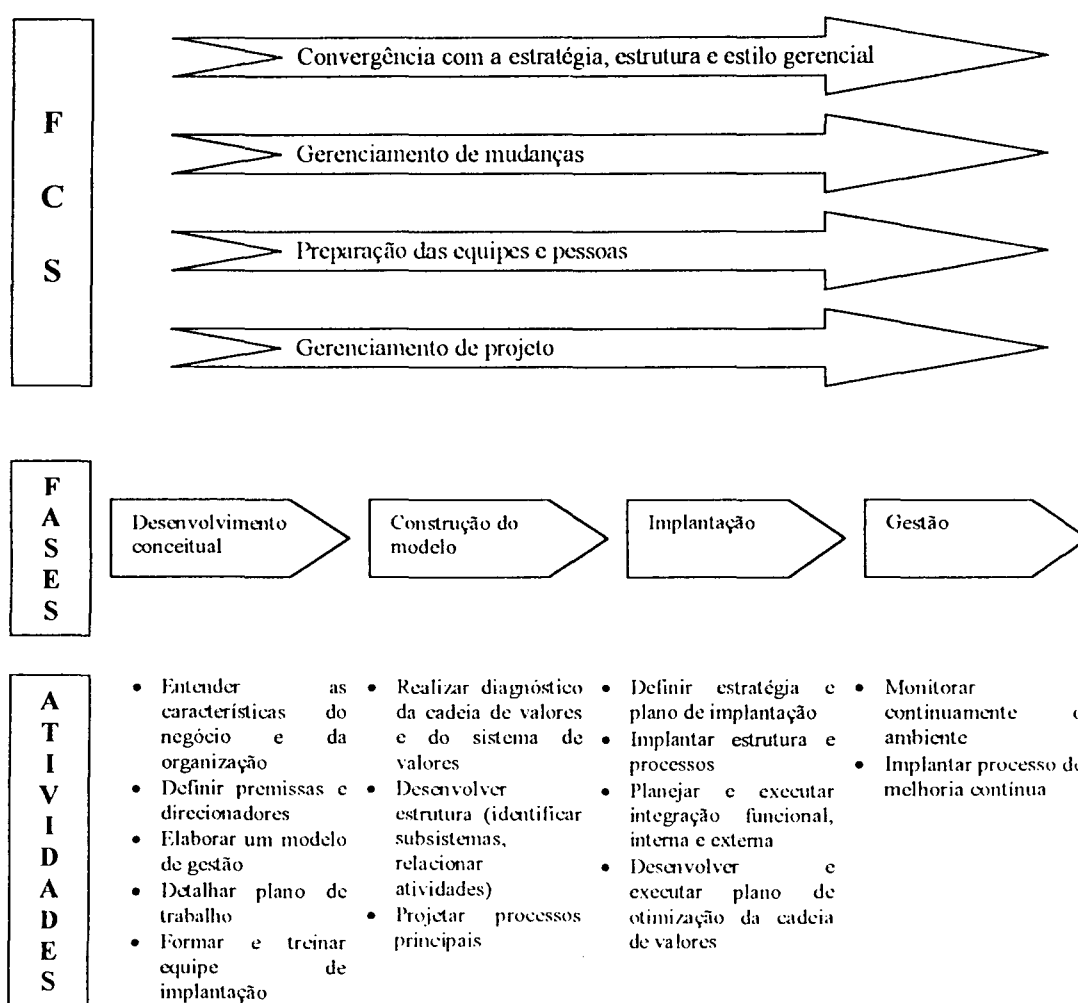 F
C
S
Convergência com a estratégia, estrutura e estilo gerencial
Gerenciamento de mudanças
Preparação das equipes e pessoas
Gerenciamento de projeto
F
A
S
E
S
Desenvolvimento
conceitual
Construção do
modelo
Implantação
Gestão
A
T
I
V
I
D
A
D
E
S
• Entender as
características do
negócio e da
organização
• Definir premissas e
direcionadores
• Elaborar um modelo
de gestão
• Detalhar plano de
trabalho
• Formar e treinar
equipe de
implantação
• Realizar diagnóstico
da cadeia de valores
e do sistema de
valores
• Desenvolver
estrutura (identificar
subsistemas,
relacionar
atividades)
• Projetar processos
principais
• Definir estratégia e
plano de implantação
• Implantar estrutura e
processos
• Planejar e executar
integração funcional,
interna e externa
• Desenvolver e
executar plano de
otimização da cadeia
de valores
• Monitorar
continuamente
ambiente
• Implantar processo de
melhoria contínua